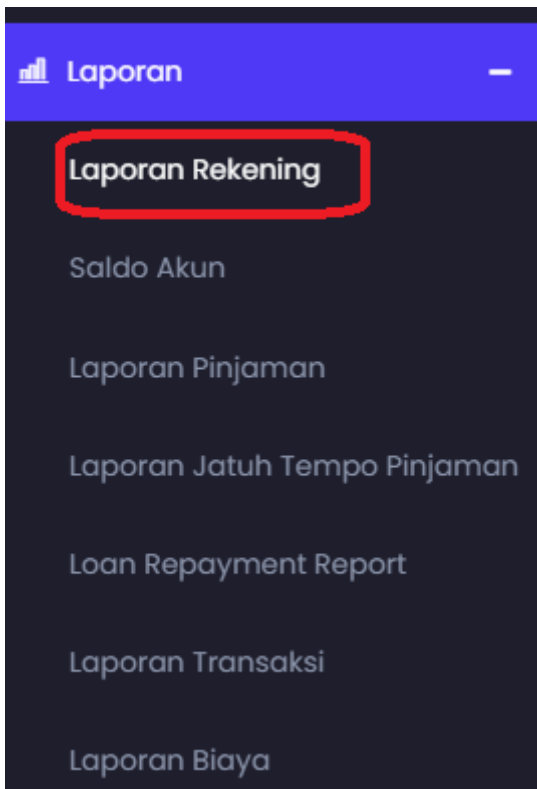 Laporan
Laporan Rekening
Saldo Akun
Laporan Pinjaman
Laporan Jatuh Tempo Pinjaman
Loan Repayment Report
Laporan Transaksi
Laporan Biaya